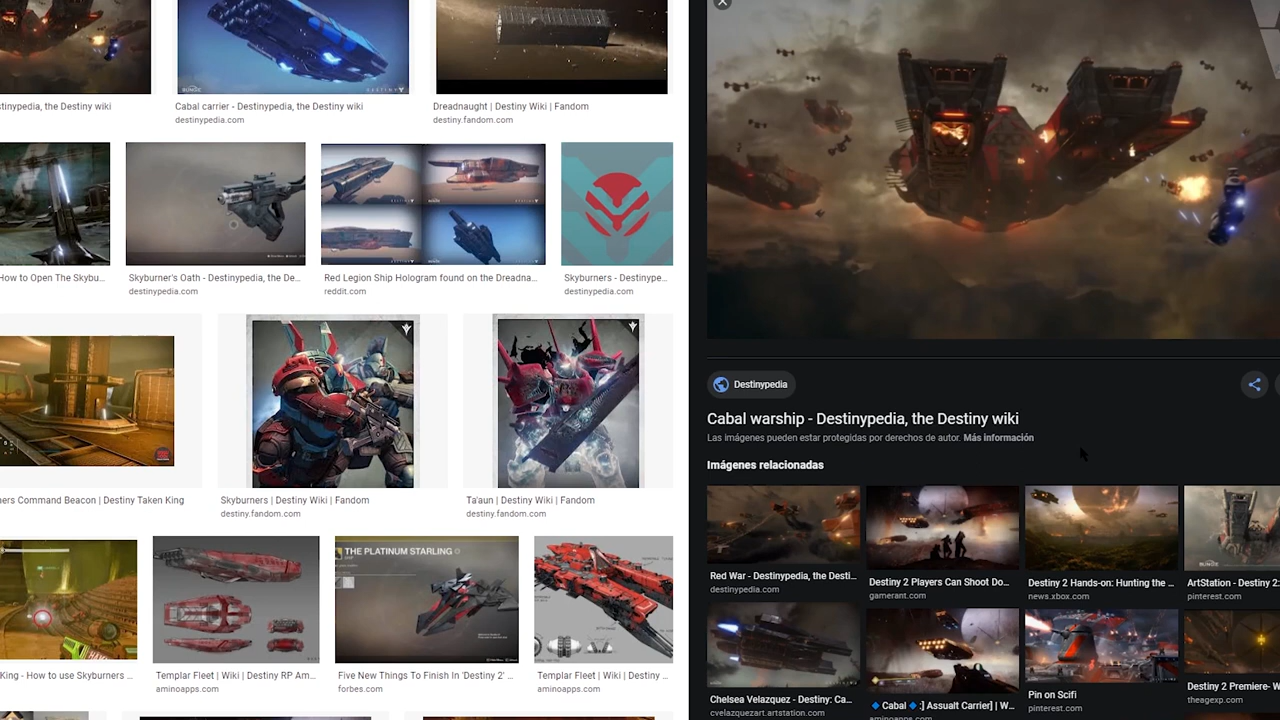 stinypedia, the Destiny wiki
Cabal carrier - Destinypedia, the Destiny wiki
destinypedia.com
Dreadnaught | Destiny Wiki | Fandom
destiny.fandom.com
How to Open The Skybu...
Skyburner's Oath - Destinypedia, the De...
destinypedia.com
Red Legion Ship Hologram found on the Dreadna...
reddit.com
Skyburners - Destinype...
destinypedia.com
ers Command Beacon | Destiny Taken King
Skyburners | Destiny Wiki | Fandom
destiny.fandom.com
Ta'aun | Destiny Wiki | Fandom
destiny.fandom.com
THE PLATINUM STARLING
King - How to use Skyburners ...
Templar Fleet | Wiki | Destiny RP Am...
aminoapps.com
Five New Things To Finish In 'Destiny 2' ...
forbes.com
Templar Fleet | Wiki | Destiny ...
aminoapps.com
Destinypedia
Cabal warship - Destinypedia, the Destiny wiki
Las imágenes pueden estar protegidas por derechos de autor. Más información
Imágenes relacionadas
Red War - Destinypedia, the Desti...
destinypedia.com
Destiny 2 Players Can Shoot Do...
gamerant.com
Destiny 2 Hands-on: Hunting the ...
news.xbox.com
ArtStation - Destiny 2
pinterest.com
Chelsea Velazquez - Destiny: Ca...
cvelazquezart.artstation.com
Cabal :] Assualt Carrier] | W...
aminoapps.com
Pin on Scifi
pinterest.com
Destiny 2 Premiere- W
theagexp.com